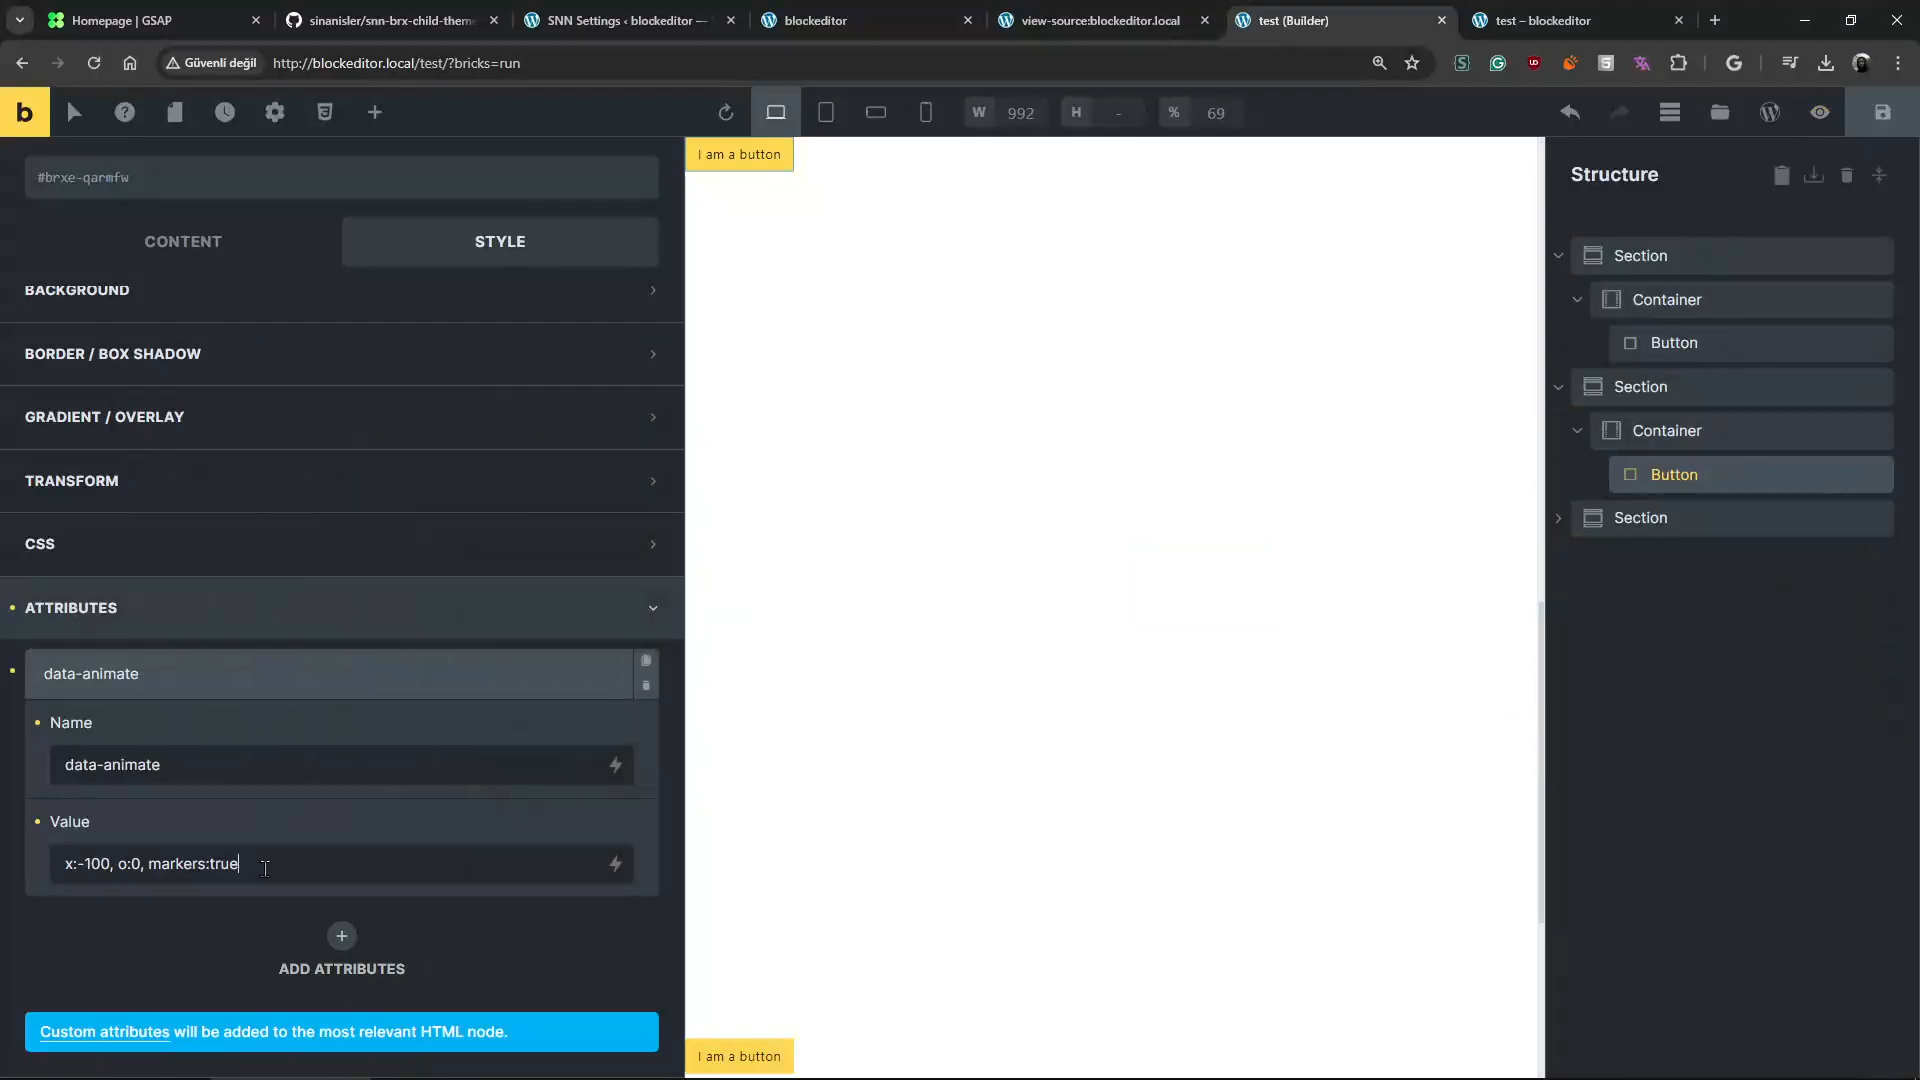 Homepage | GSAP
sinanisler/snn-brx-child-them
SNN Settings ‹ blockeditor —
blockeditor
view-source:blockeditor.local
test (Builder)
test – blockeditor
Güvenli değil
http://blockeditor.local/test/?bricks=run
b
W 992
H -
% 69
#brxe-qarmfw
CONTENT
STYLE
BACKGROUND
BORDER / BOX SHADOW
GRADIENT / OVERLAY
TRANSFORM
CSS
ATTRIBUTES
data-animate
Name
data-animate
Value
x:-100, o:0, markers:true
ADD ATTRIBUTES
Custom attributes will be added to the most relevant HTML node.
I am a button
I am a button
Structure
Section
Container
Button
Section
Container
Button
Section